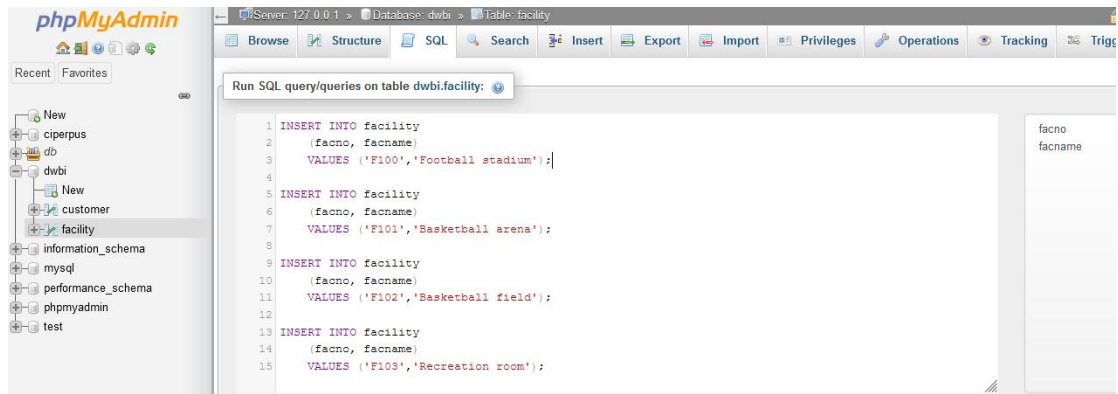 phpMyAdmin
Recent Favorites
New
ciperpus
db
dwbi
New
customer
facility
information_schema
mysql
performance_schema
phpmyadmin
test
Server: 127.0.0.1 » Database: dwbi » Table: facility
Browse Structure SQL Search Insert Export Import Privileges Operations Tracking Trigg
Run SQL query/queries on table dwbi.facility:
1 INSERT INTO facility
2 (facno, facname)
3 VALUES ('F100','Football stadium');
4
5 INSERT INTO facility
6 (facno, facname)
7 VALUES ('F101','Basketball arena');
8
9 INSERT INTO facility
10 (facno, facname)
11 VALUES ('F102','Basketball field');
12
13 INSERT INTO facility
14 (facno, facname)
15 VALUES ('F103','Recreation room');
facno
facname